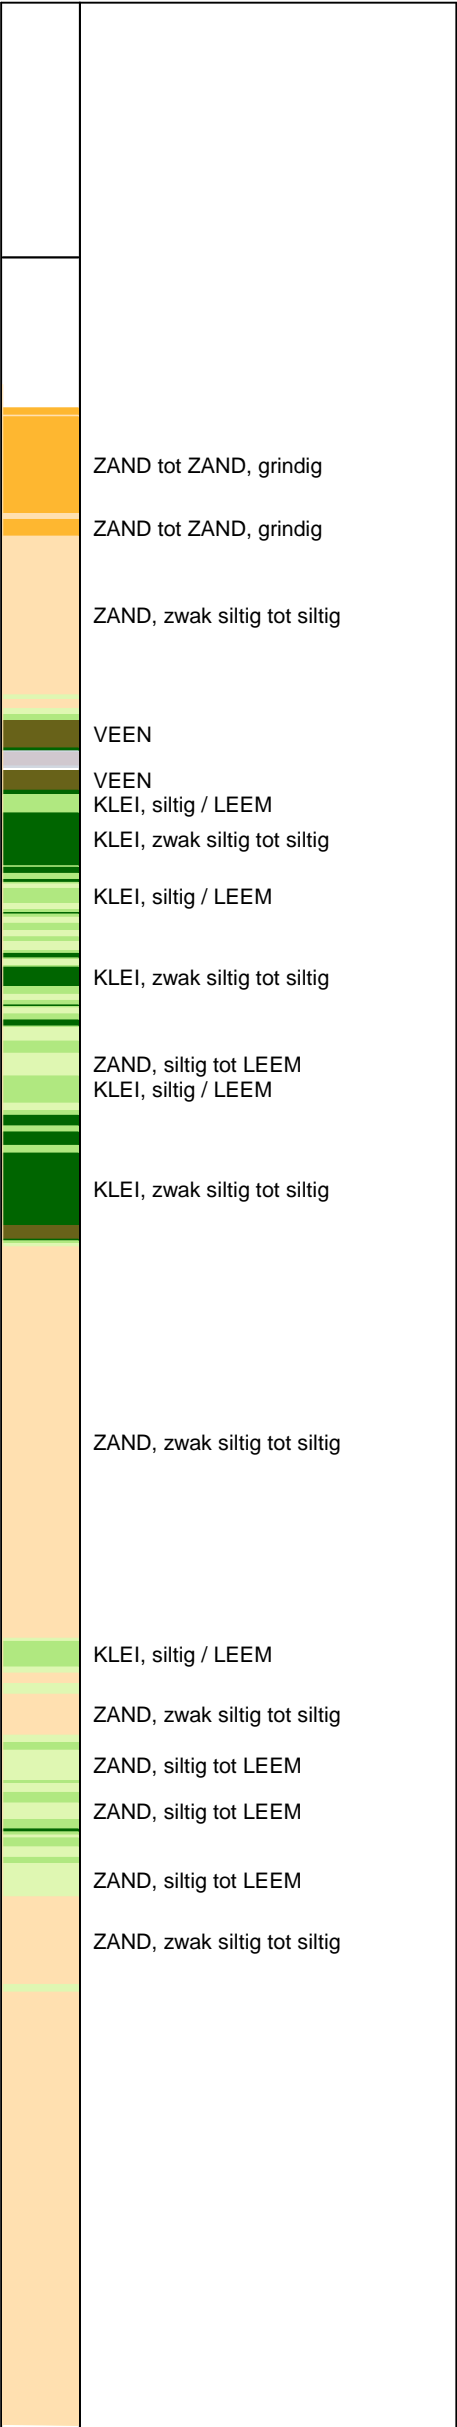 ZAND tot ZAND, grindig
ZAND tot ZAND, grindig
ZAND, zwak siltig tot siltig
VEEN
VEEN
KLEI, siltig / LEEM
KLEI, zwak siltig tot siltig
KLEI, siltig / LEEM
KLEI, zwak siltig tot siltig
ZAND, siltig tot LEEM
KLEI, siltig / LEEM
KLEI, zwak siltig tot siltig
ZAND, zwak siltig tot siltig
KLEI, siltig / LEEM
ZAND, zwak siltig tot siltig
ZAND, siltig tot LEEM
ZAND, siltig tot LEEM
ZAND, siltig tot LEEM
ZAND, zwak siltig tot siltig